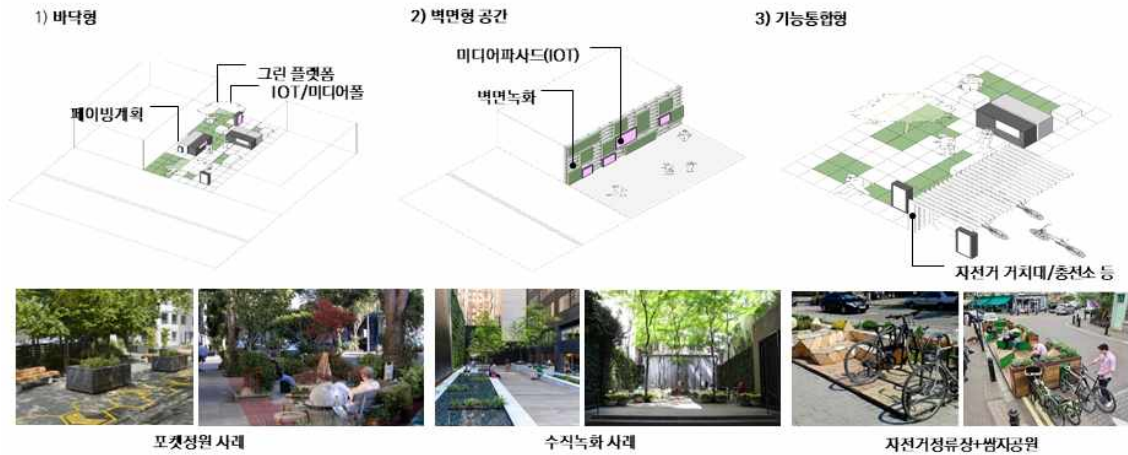 1) 바닥형
2) 벽면형 공간
3) 기능통합형
그린 플랫폼
IOT/미디어폴
페이빙계획
미디어파사드(IOT)
벽면녹화
자전거 거치대/충전소 등
포켓정원 사례
수직녹화 사례
자전거정류장+쌈지공원